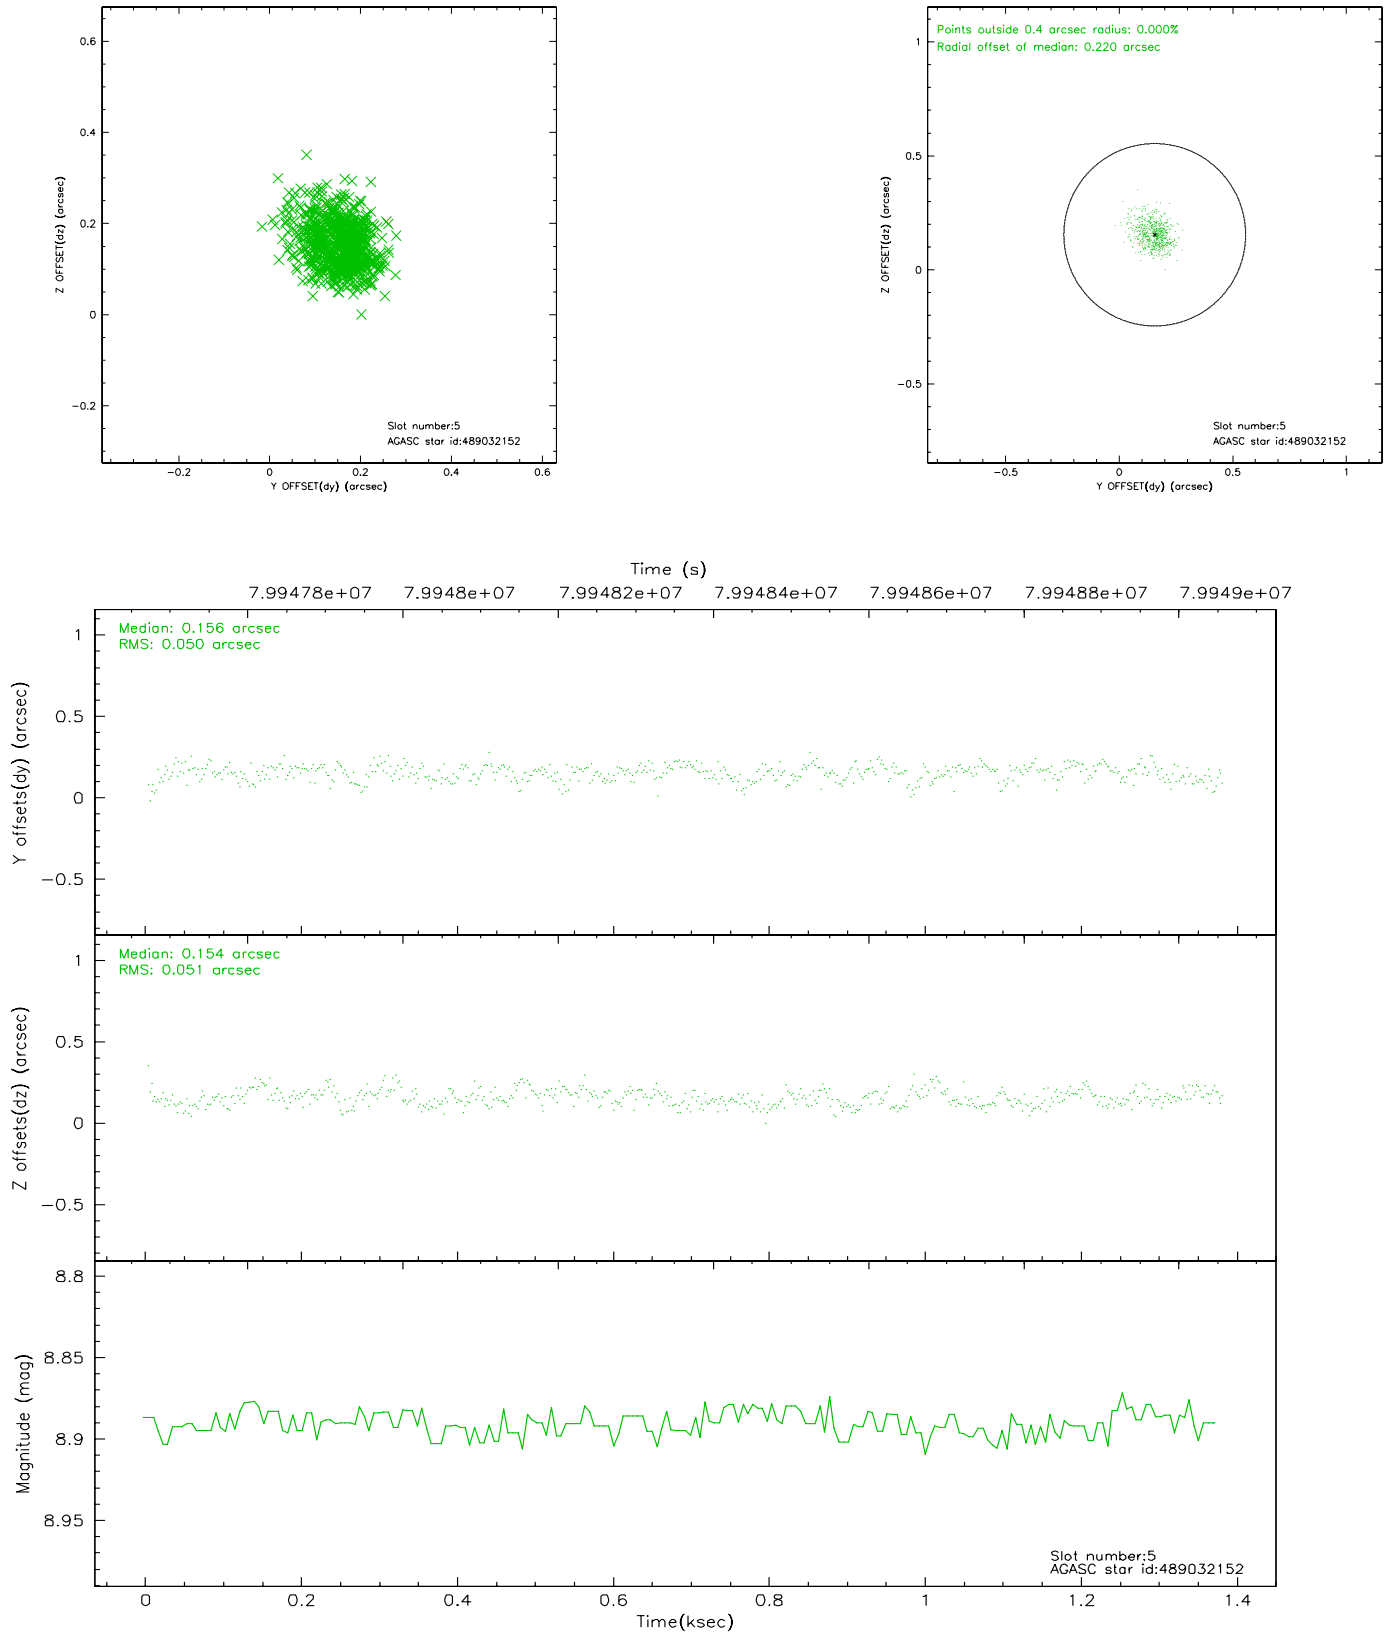 0.6
0.4
0.2
0
−0.2
Z OFFSET(dz) (arcsec)
Slot number:5
AGASC star id:489032152
−0.2 0 0.2 0.4 0.6
Y OFFSET(dy) (arcsec)
Points outside 0.4 arcsec radius: 0.000%
Radial offset of median: 0.220 arcsec
1
0.5
0
−0.5
Z OFFSET(dz) (arcsec)
Slot number:5
AGASC star id:489032152
−0.5 0 0.5 1
Y OFFSET(dy) (arcsec)
Time (s)
7.99478e+07 7.9948e+07 7.99482e+07 7.99484e+07 7.99486e+07 7.99488e+07 7.9949e+07
Median: 0.156 arcsec
RMS: 0.050 arcsec
1
0.5
0
−0.5
Y offsets(dy) (arcsec)
Median: 0.154 arcsec
RMS: 0.051 arcsec
1
0.5
0
−0.5
Z offsets(dz) (arcsec)
8.8
8.85
8.9
8.95
Magnitude (mag)
Slot number:5
AGASC star id:489032152
0 0.2 0.4 0.6 0.8 1 1.2 1.4
Time(ksec)